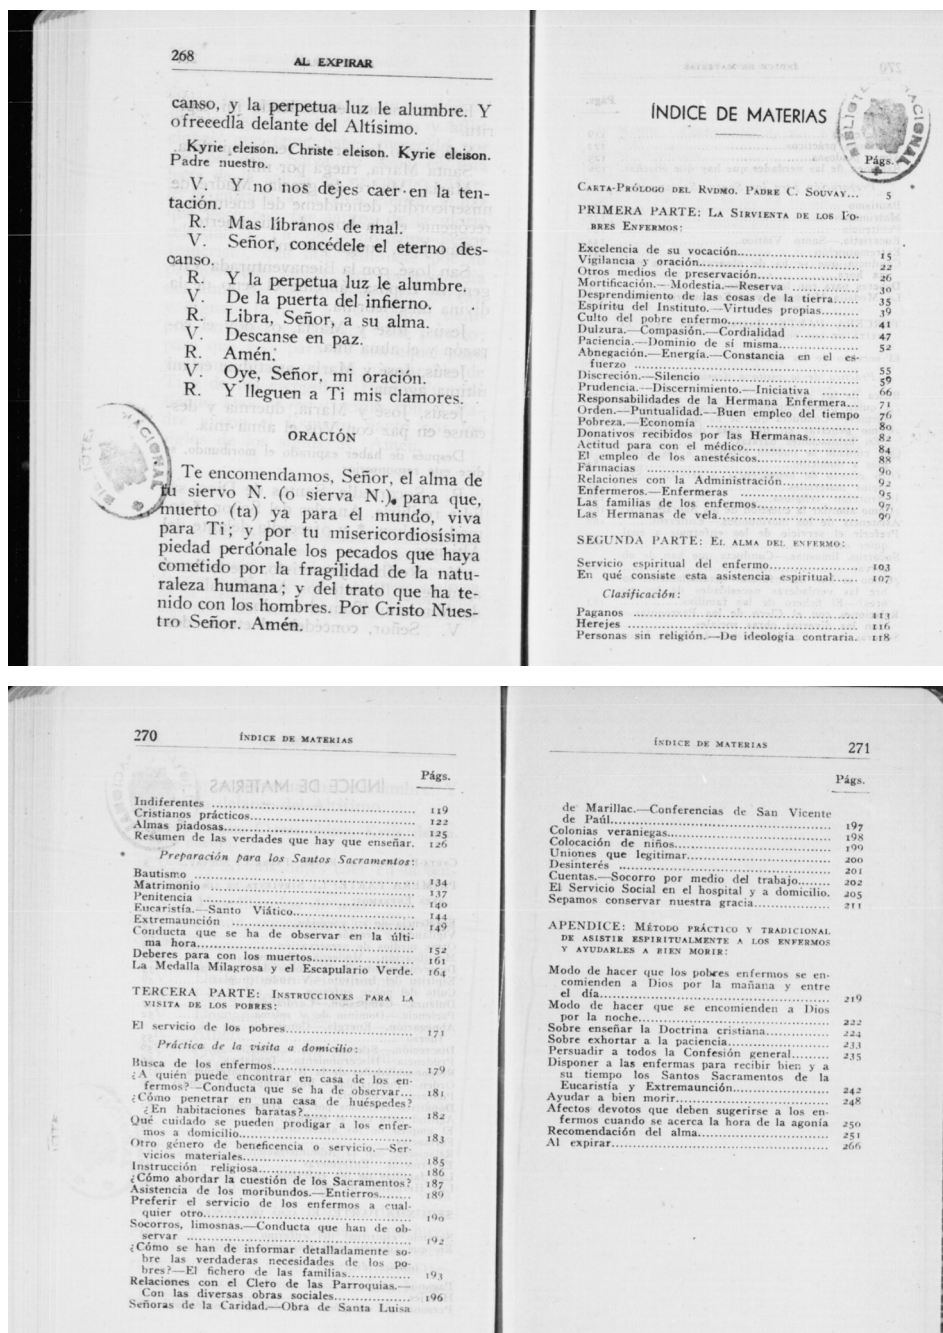 268
AL EXPIRAR
canso, y la perpetua luz le alumbre. Y
ofreeedla delante del Altísimo.
Kyrie eleison. Christe eleison. Kyrie eleison.
Padre nuestro.
V. Y no nos dejes caer en la ten-
tación.
R. Mas líbranos de mal.
V. Señor, concédele el eterno des-
canso.
R. Y la perpetua luz le alumbre.
V. De la puerta del infierno.
R. Libra, Señor, a su alma.
V. Descanse en paz.
R. Amén.
V. Oye, Señor, mi oración.
R. Y lleguen a Ti mis clamores.
ORACIÓN
Te encomendamos, Señor, el alma de
tu siervo N. (o sierva N.), para que,
muerto (ta) ya para el mundo, viva
para Ti; y por tu misericordiosísima
piedad perdónale los pecados que haya
cometido por la fragilidad de la natu-
raleza humana; y del trato que ha te-
nido con los hombres. Por Cristo Nues-
tro Señor. Amén.
ÍNDICE DE MATERIAS
Págs.
CARTA-PRÓLOGO DEL RVDMO. PADRE C. SOUVAY... 5
PRIMERA PARTE: LA SIRVIENTA DE LOS PO-
BRES ENFERMOS:
Excelencia de su vocación........................ 15
Vigilancia y oración................................ 22
Otros medios de preservación.................... 26
Mortificación.—Modestia.—Reserva ............ 30
Desprendimiento de las cosas de la tierra...... 35
Espíritu del Instituto.—Virtudes propias......... 39
Culto del pobre enfermo........................... 41
Dulzura.—Compasión.—Cordialidad ............ 47
Paciencia.—Dominio de sí misma............... 52
Abnegación.—Energía.—Constancia en el es-
fuerzo .......................................... 55
Discreción.—Silencio .............................. 59
Prudencia.—Discernimiento.—Iniciativa ........ 66
Responsabilidades de la Hermana Enfermera... 71
Orden.—Puntualidad.—Buen empleo del tiempo 76
Pobreza.—Economía .............................. 80
Donativos recibidos por las Hermanas........... 82
Actitud para con el médico........................ 84
El empleo de los anestésicos..................... 88
Farmacias .......................................... 90
Relaciones con la Administración............... 92
Enfermeros.—Enfermeras ........................ 95
Las familias de los enfermos..................... 97
Las Hermanas de vela........................... 99
SEGUNDA PARTE: EL ALMA DEL ENFERMO:
Servicio espiritual del enfermo.................. 103
En qué consiste esta asistencia espiritual...... 107
Clasificación:
Paganos .......................................... 113
Herejes .......................................... 116
Personas sin religión.—De ideología contraria. 118
270
ÍNDICE DE MATERIAS
Págs.
Indiferentes .......................................... 119
Cristianos prácticos................................. 122
Almas piadosas....................................... 125
Resumen de las verdades que hay que enseñar. 126
Preparación para los Santos Sacramentos:
Bautismo .......................................... 134
Matrimonio .......................................... 137
Penitencia .......................................... 140
Eucaristía.—Santo Viático........................ 144
Extremaunción .................................... 149
Conducta que se ha de observar en la últi-
ma hora.......................................... 152
Deberes para con los muertos..................... 161
La Medalla Milagrosa y el Escapulario Verde. 164
TERCERA PARTE: INSTRUCCIONES PARA LA
VISITA DE LOS POBRES:
El servicio de los pobres........................... 171
Práctica de la visita a domicilio:
Busca de los enfermos.............................. 179
¿A quién puede encontrar en casa de los en-
fermos?—Conducta que se ha de observar... 181
¿Cómo penetrar en una casa de huéspedes?
¿En habitaciones baratas?........................ 182
Qué cuidado se pueden prodigar a los enfer-
mos a domicilio................................. 183
Otro género de beneficencia o servicio.—Ser-
vicios materiales................................. 185
Instrucción religiosa................................. 186
¿Cómo abordar la cuestión de los Sacramentos? 187
Asistencia de los moribundos.—Entierros........ 189
Preferir el servicio de los enfermos a cual-
quier otro.......................................... 190
Socorros, limosnas.—Conducta que han de ob-
servar .......................................... 192
¿Cómo se han de informar detalladamente so-
bre las verdaderas necesidades de los po-
bres?—El fichero de las familias............... 193
Relaciones con el Clero de las Parroquias.—
Con las diversas obras sociales.................. 196
Señoras de la Caridad.—Obra de Santa Luisa
ÍNDICE DE MATERIAS
271
Págs.
de Marillac.—Conferencias de San Vicente
de Paúl.......................................... 197
Colonias veraniegas................................. 198
Colocación de niños................................. 199
Uniones que legitimar.............................. 200
Desinterés .......................................... 201
Cuentas.—Socorro por medio del trabajo........ 202
El Servicio Social en el hospital y a domicilio. 205
Sepamos conservar nuestra gracia............... 211
APENDICE: MÉTODO PRÁCTICO Y TRADICIONAL
DE ASISTIR ESPIRITUALMENTE A LOS ENFERMOS
Y AYUDARLES A BIEN MORIR:
Modo de hacer que los pobres enfermos se en-
comienden a Dios por la mañana y entre
el día.......................................... 219
Modo de hacer que se encomienden a Dios
por la noche.................................... 222
Sobre enseñar la Doctrina cristiana............... 224
Sobre exhortar a la paciencia..................... 233
Persuadir a todos la Confesión general......... 235
Disponer a las enfermas para recibir bien y a
su tiempo los Santos Sacramentos de la
Eucaristía y Extremaunción..................... 242
Ayudar a bien morir................................. 248
Afectos devotos que deben sugerirse a los en-
fermos cuando se acerca la hora de la agonía 250
Recomendación del alma........................... 251
Al expirar.......................................... 266